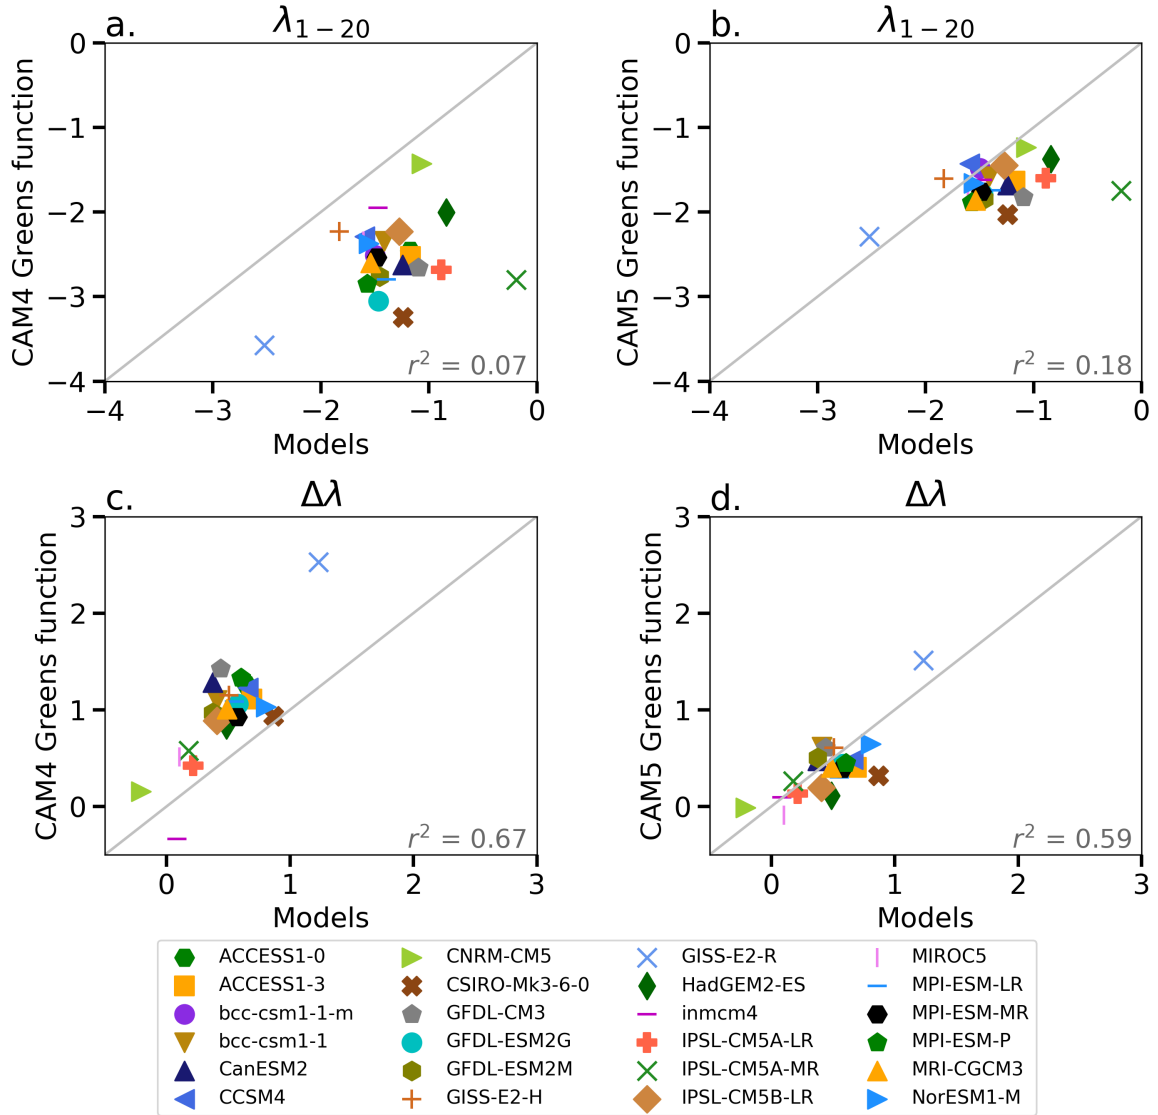 a.
λ1−20
0
−1
−2
−3
−4
CAM4 Greens function
r² = 0.07
−4 −3 −2 −1 0
Models
b.
λ1−20
0
−1
−2
−3
−4
CAM5 Greens function
r² = 0.18
−4 −3 −2 −1 0
Models
c.
Δλ
3
2
1
0
CAM4 Greens function
r² = 0.67
0 1 2 3
Models
d.
Δλ
3
2
1
0
CAM5 Greens function
r² = 0.59
0 1 2 3
Models
ACCESS1-0
ACCESS1-3
bcc-csm1-1-m
bcc-csm1-1
CanESM2
CCSM4
CNRM-CM5
CSIRO-Mk3-6-0
GFDL-CM3
GFDL-ESM2G
GFDL-ESM2M
GISS-E2-H
GISS-E2-R
HadGEM2-ES
inmcm4
IPSL-CM5A-LR
IPSL-CM5A-MR
IPSL-CM5B-LR
MIROC5
MPI-ESM-LR
MPI-ESM-MR
MPI-ESM-P
MRI-CGCM3
NorESM1-M